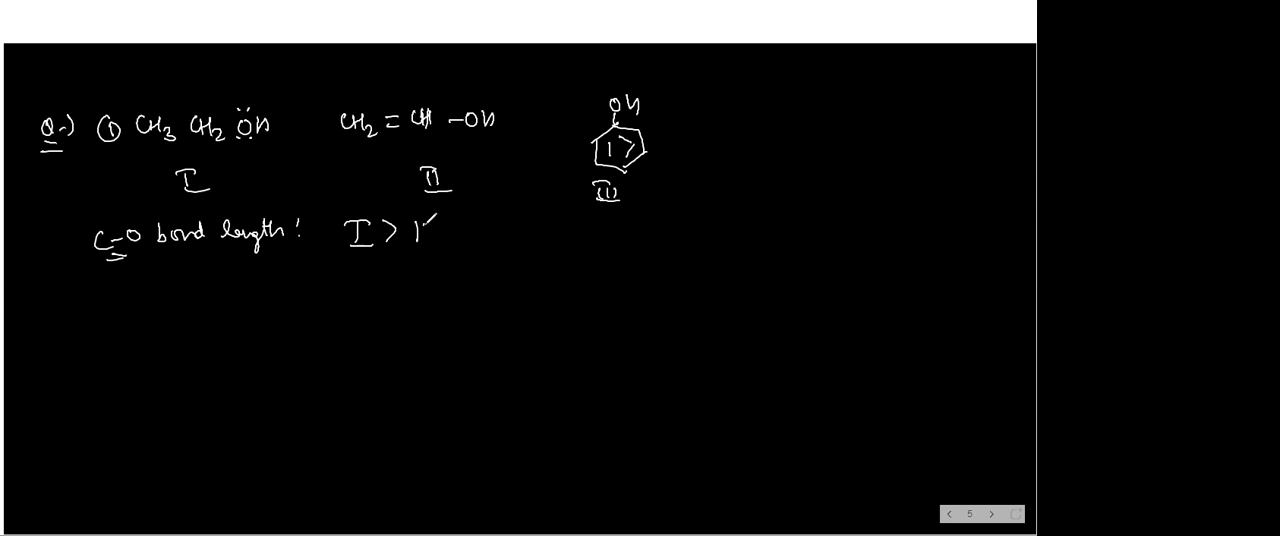 Q.) ① CH₃ CH₂ ÖH CH₂ = CH - OH OH
I II III
C-O bond length! I > I
5